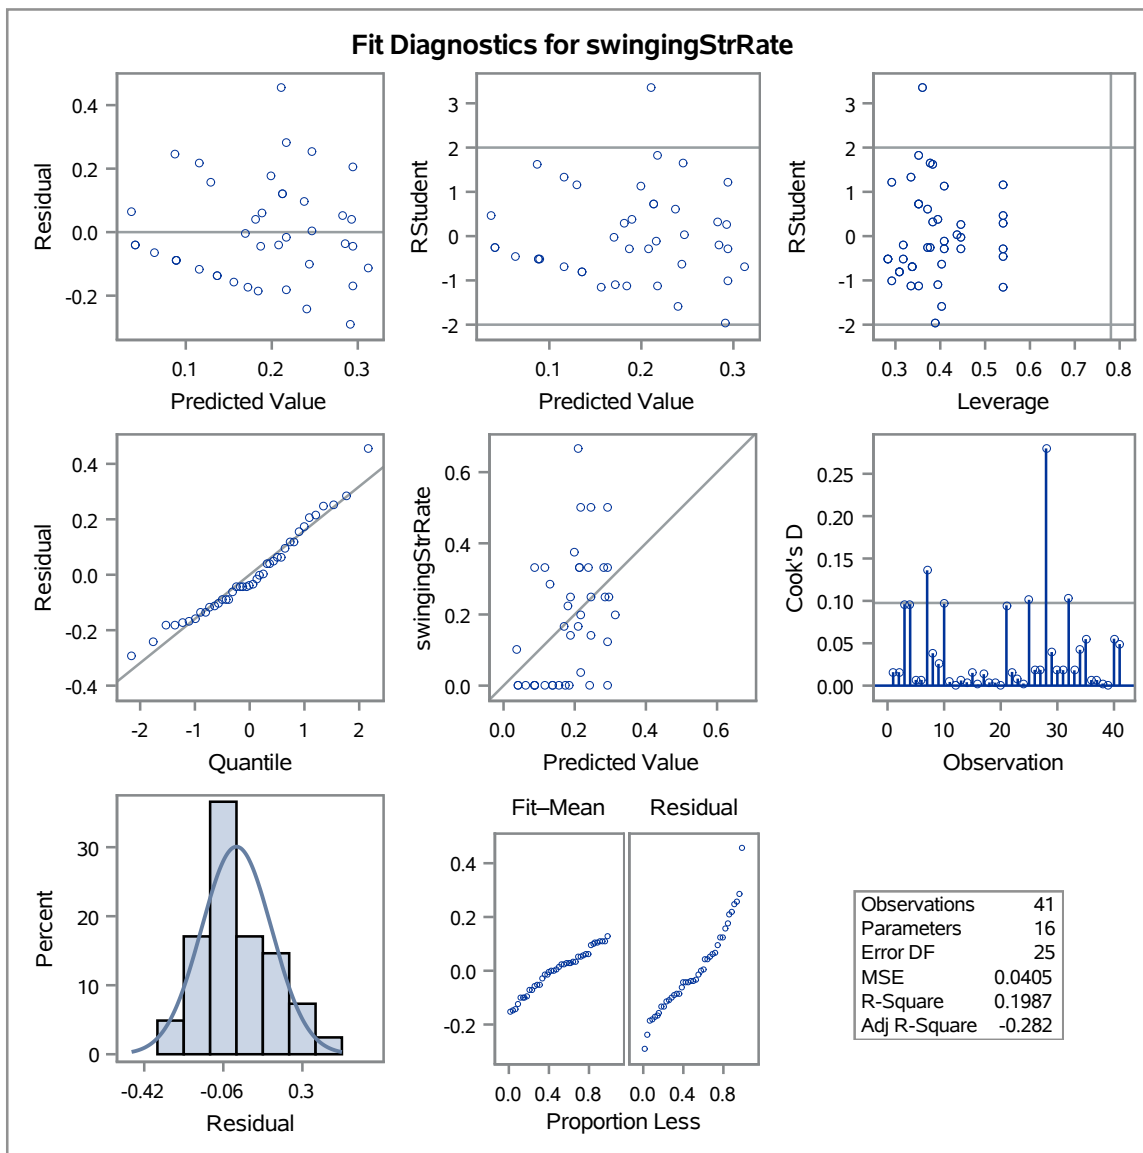 Fit Diagnostics for swingingStrRate
0.4
0.2
0.0
-0.2
Residual
0.1 0.2 0.3
Predicted Value
3
2
1
0
-1
-2
RStudent
0.1 0.2 0.3
Predicted Value
3
2
1
0
-1
-2
RStudent
0.3 0.4 0.5 0.6 0.7 0.8
Leverage
0.4
0.2
0.0
-0.2
-0.4
Residual
-2 -1 0 1 2
Quantile
0.6
0.4
0.2
0.0
swingingStrRate
0.0 0.2 0.4 0.6
Predicted Value
0.25
0.20
0.15
0.10
0.05
0.00
Cook's D
0 10 20 30 40
Observation
30
20
10
0
Percent
-0.42 -0.06 0.3
Residual
Fit–Mean Residual
0.4
0.2
0.0
-0.2
0.0 0.4 0.8 0.0 0.4 0.8
Proportion Less
Observations 41
Parameters 16
Error DF 25
MSE 0.0405
R-Square 0.1987
Adj R-Square -0.282